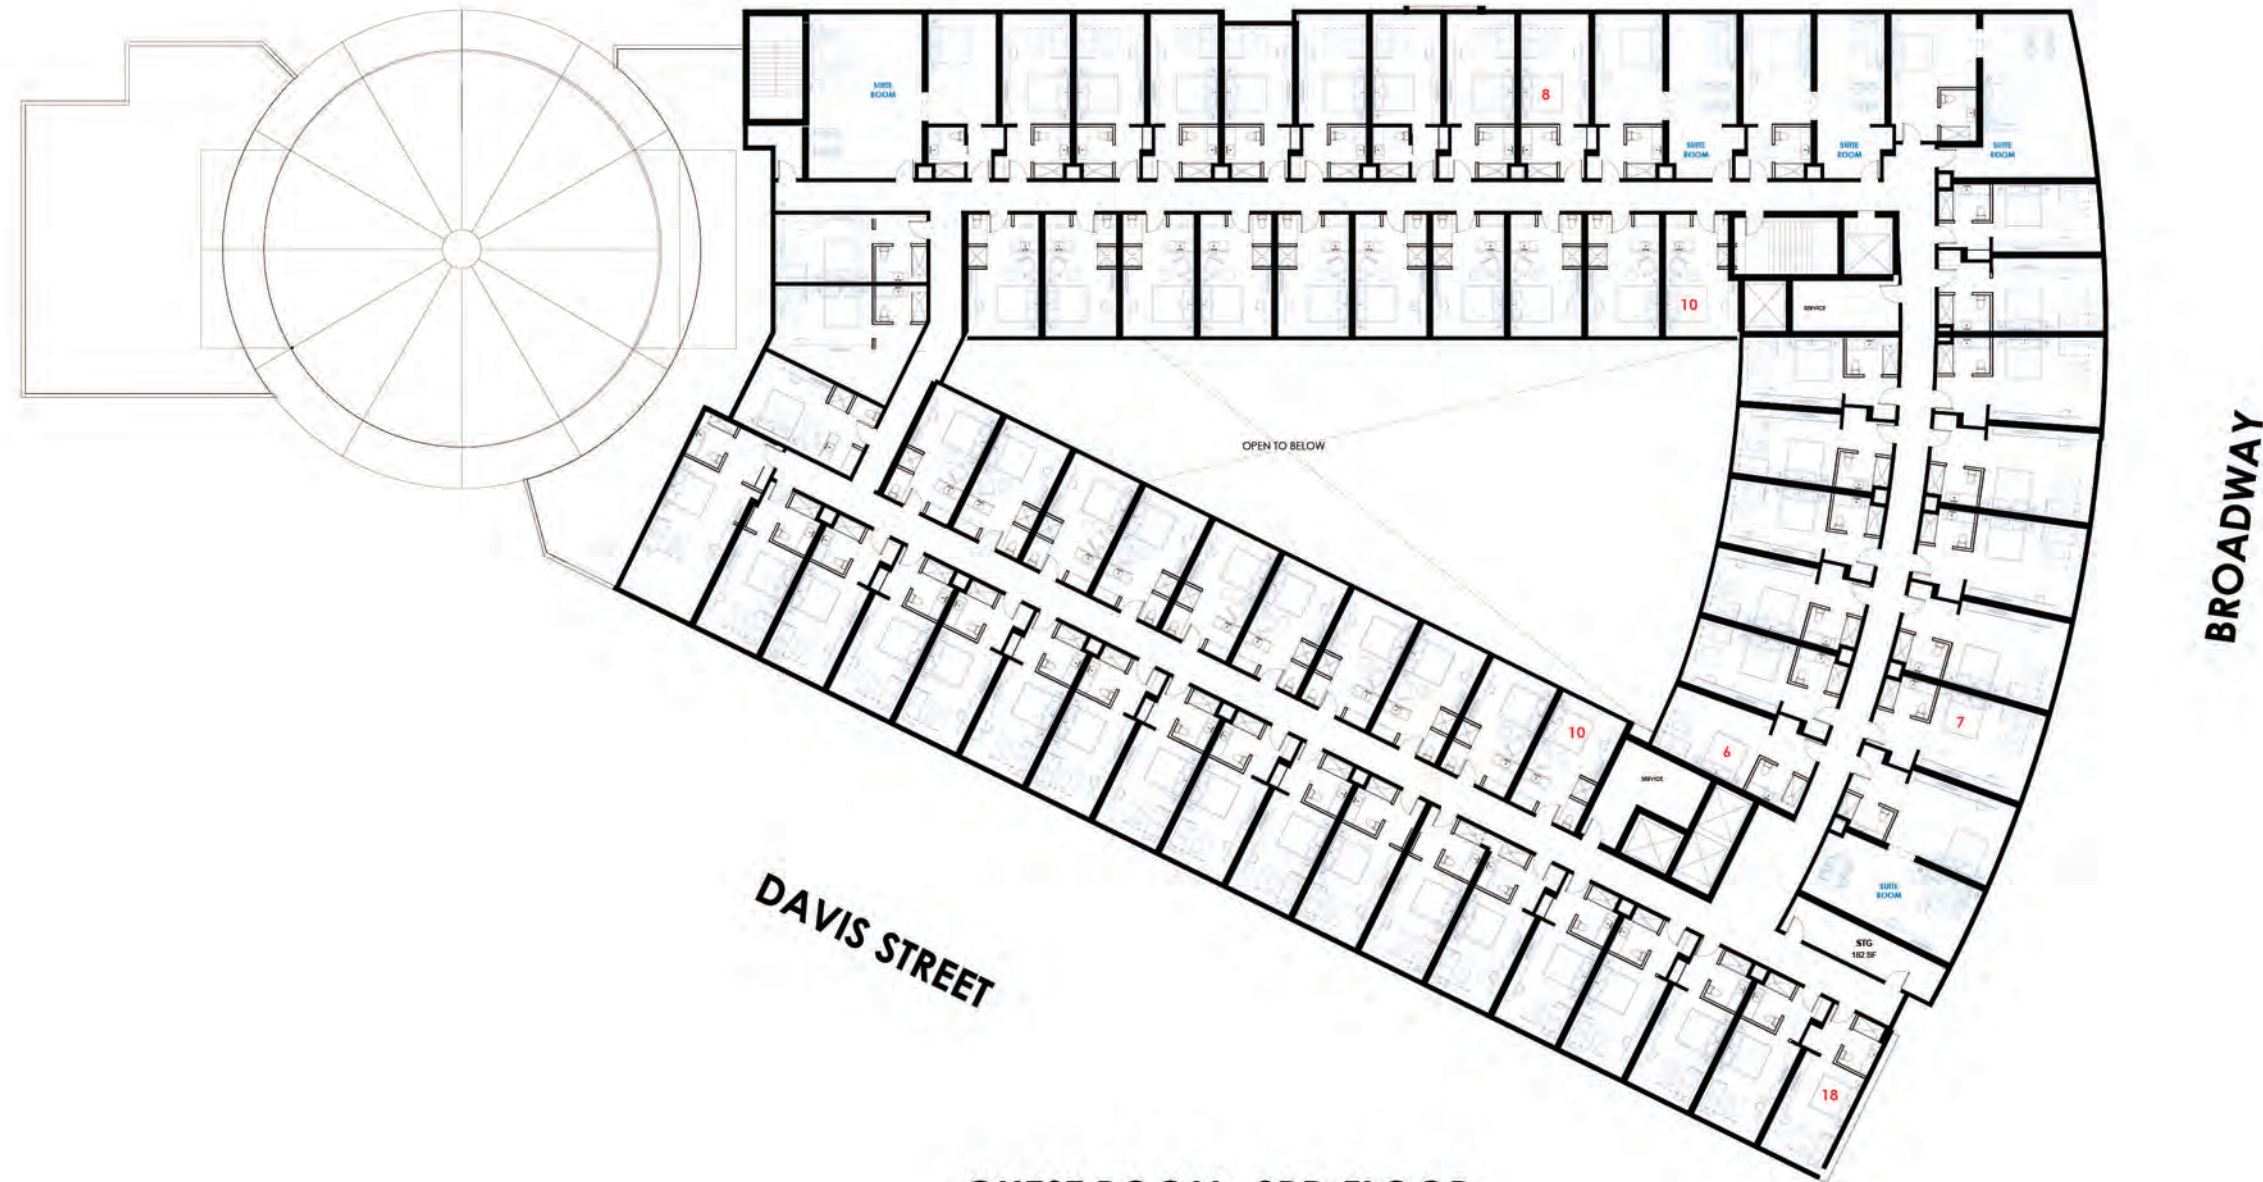 SUITE
ROOM
8
SUITE
ROOM
SUITE
ROOM
SUITE
ROOM
10
SERVICE
OPEN TO BELOW
BROADWAY
7
10
6
SERVICE
SUITE
ROOM
DAVIS STREET
STG
182 SF
18